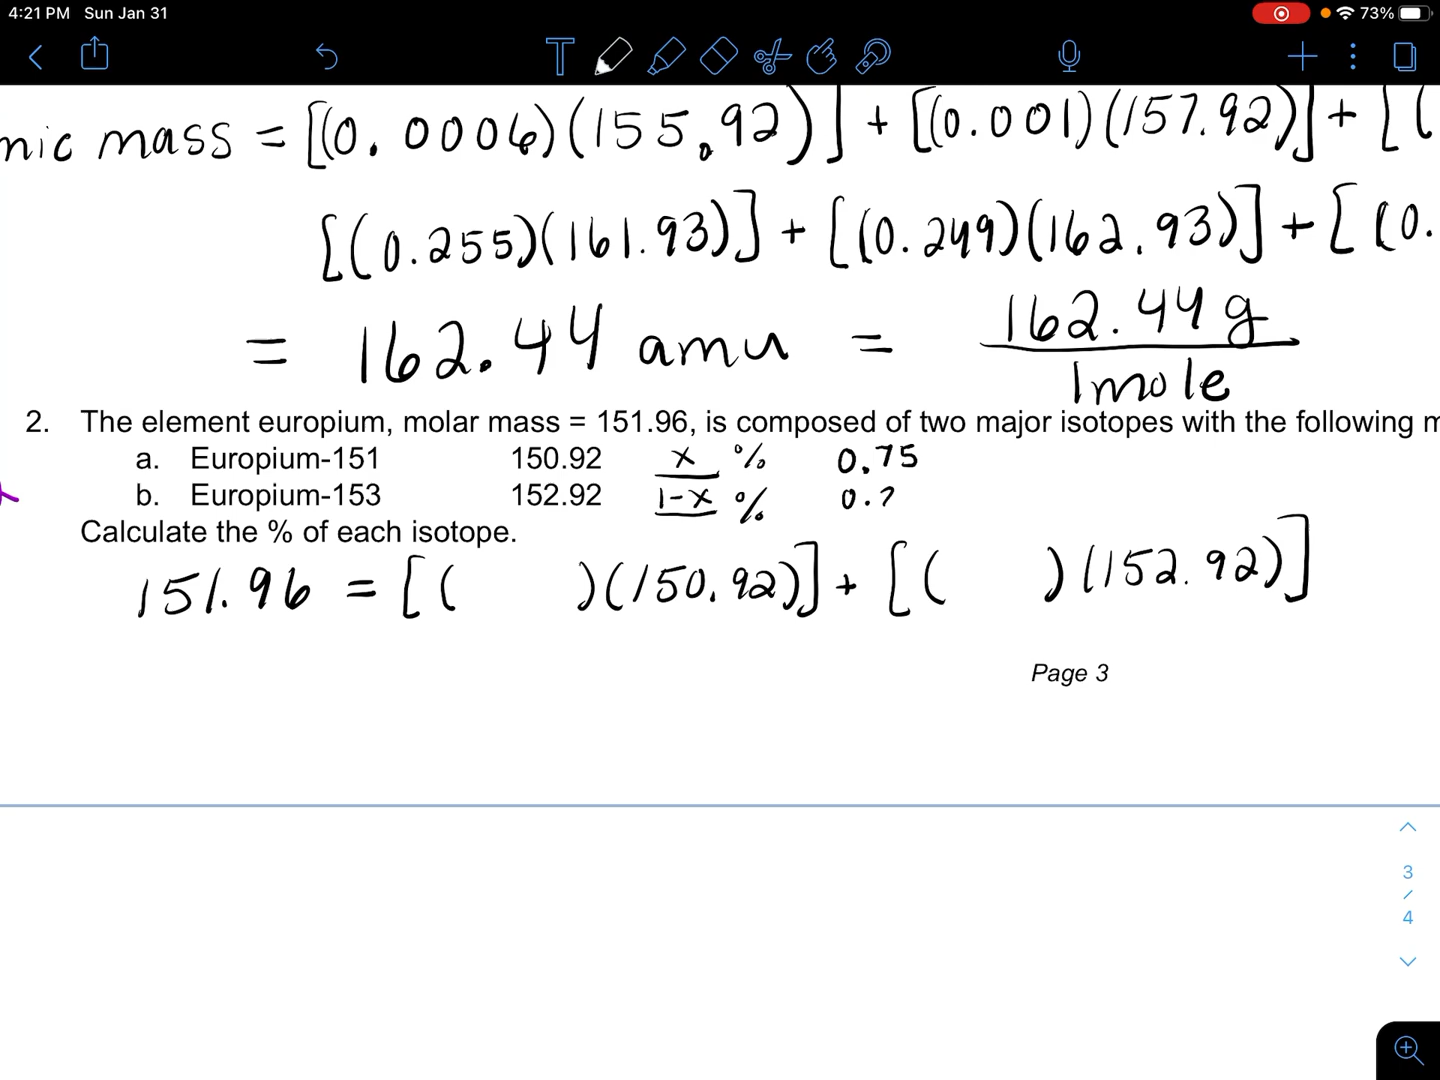 4:21 PM Sun Jan 31
73%
nic mass = [(0.0006)(155.92)] + [(0.001)(157.92)] + [(
[(0.255)(161.93)] + [(0.249)(162.93)] + [(0.
= 162.44 amu = 162.44 g
1 mole
2. The element europium, molar mass = 151.96, is composed of two major isotopes with the following m
a. Europium-151 150.92 x % 0.75
b. Europium-153 152.92 1-x % 0.2
Calculate the % of each isotope.
151.96 = [( )(150.92)] + [( )(152.92)]
Page 3
3
/
4